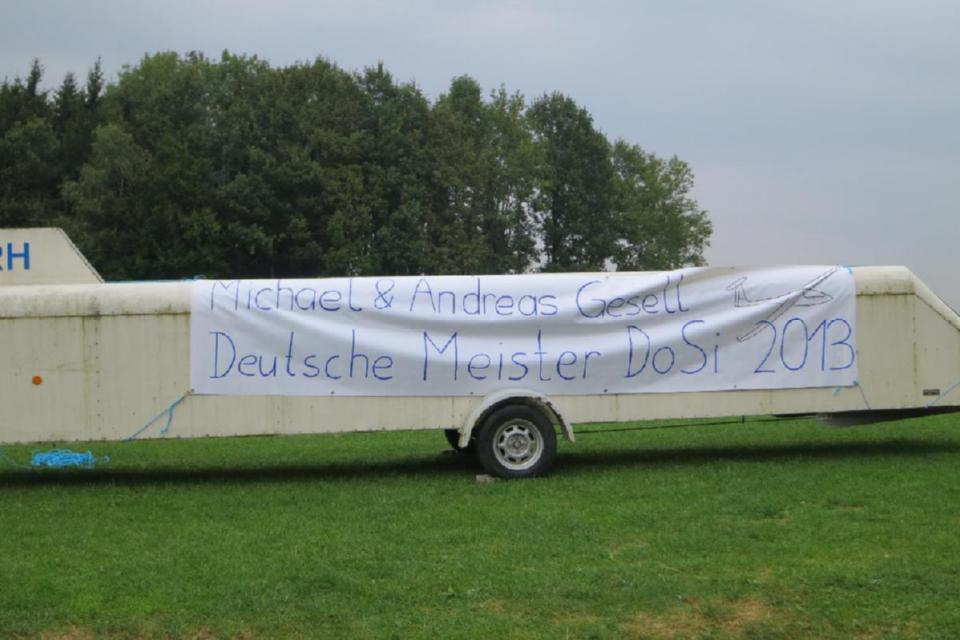 RH
Michael & Andreas Gesell
Deutsche Meister DoSi 2013